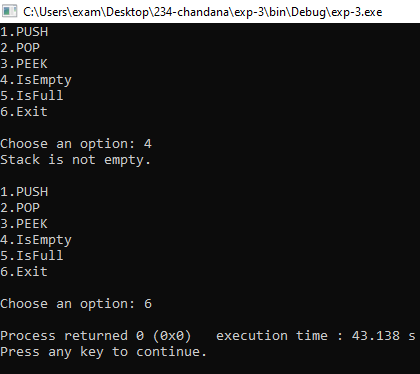 C:\Users\exam\Desktop\234-chandana\exp-3\bin\Debug\exp-3.exe
1.PUSH
2.POP
3.PEEK
4.IsEmpty
5.IsFull
6.Exit
Choose an option: 4
Stack is not empty.
1.PUSH
2.POP
3.PEEK
4.IsEmpty
5.IsFull
6.Exit
Choose an option: 6
Process returned 0 (0x0)   execution time : 43.138 s
Press any key to continue.